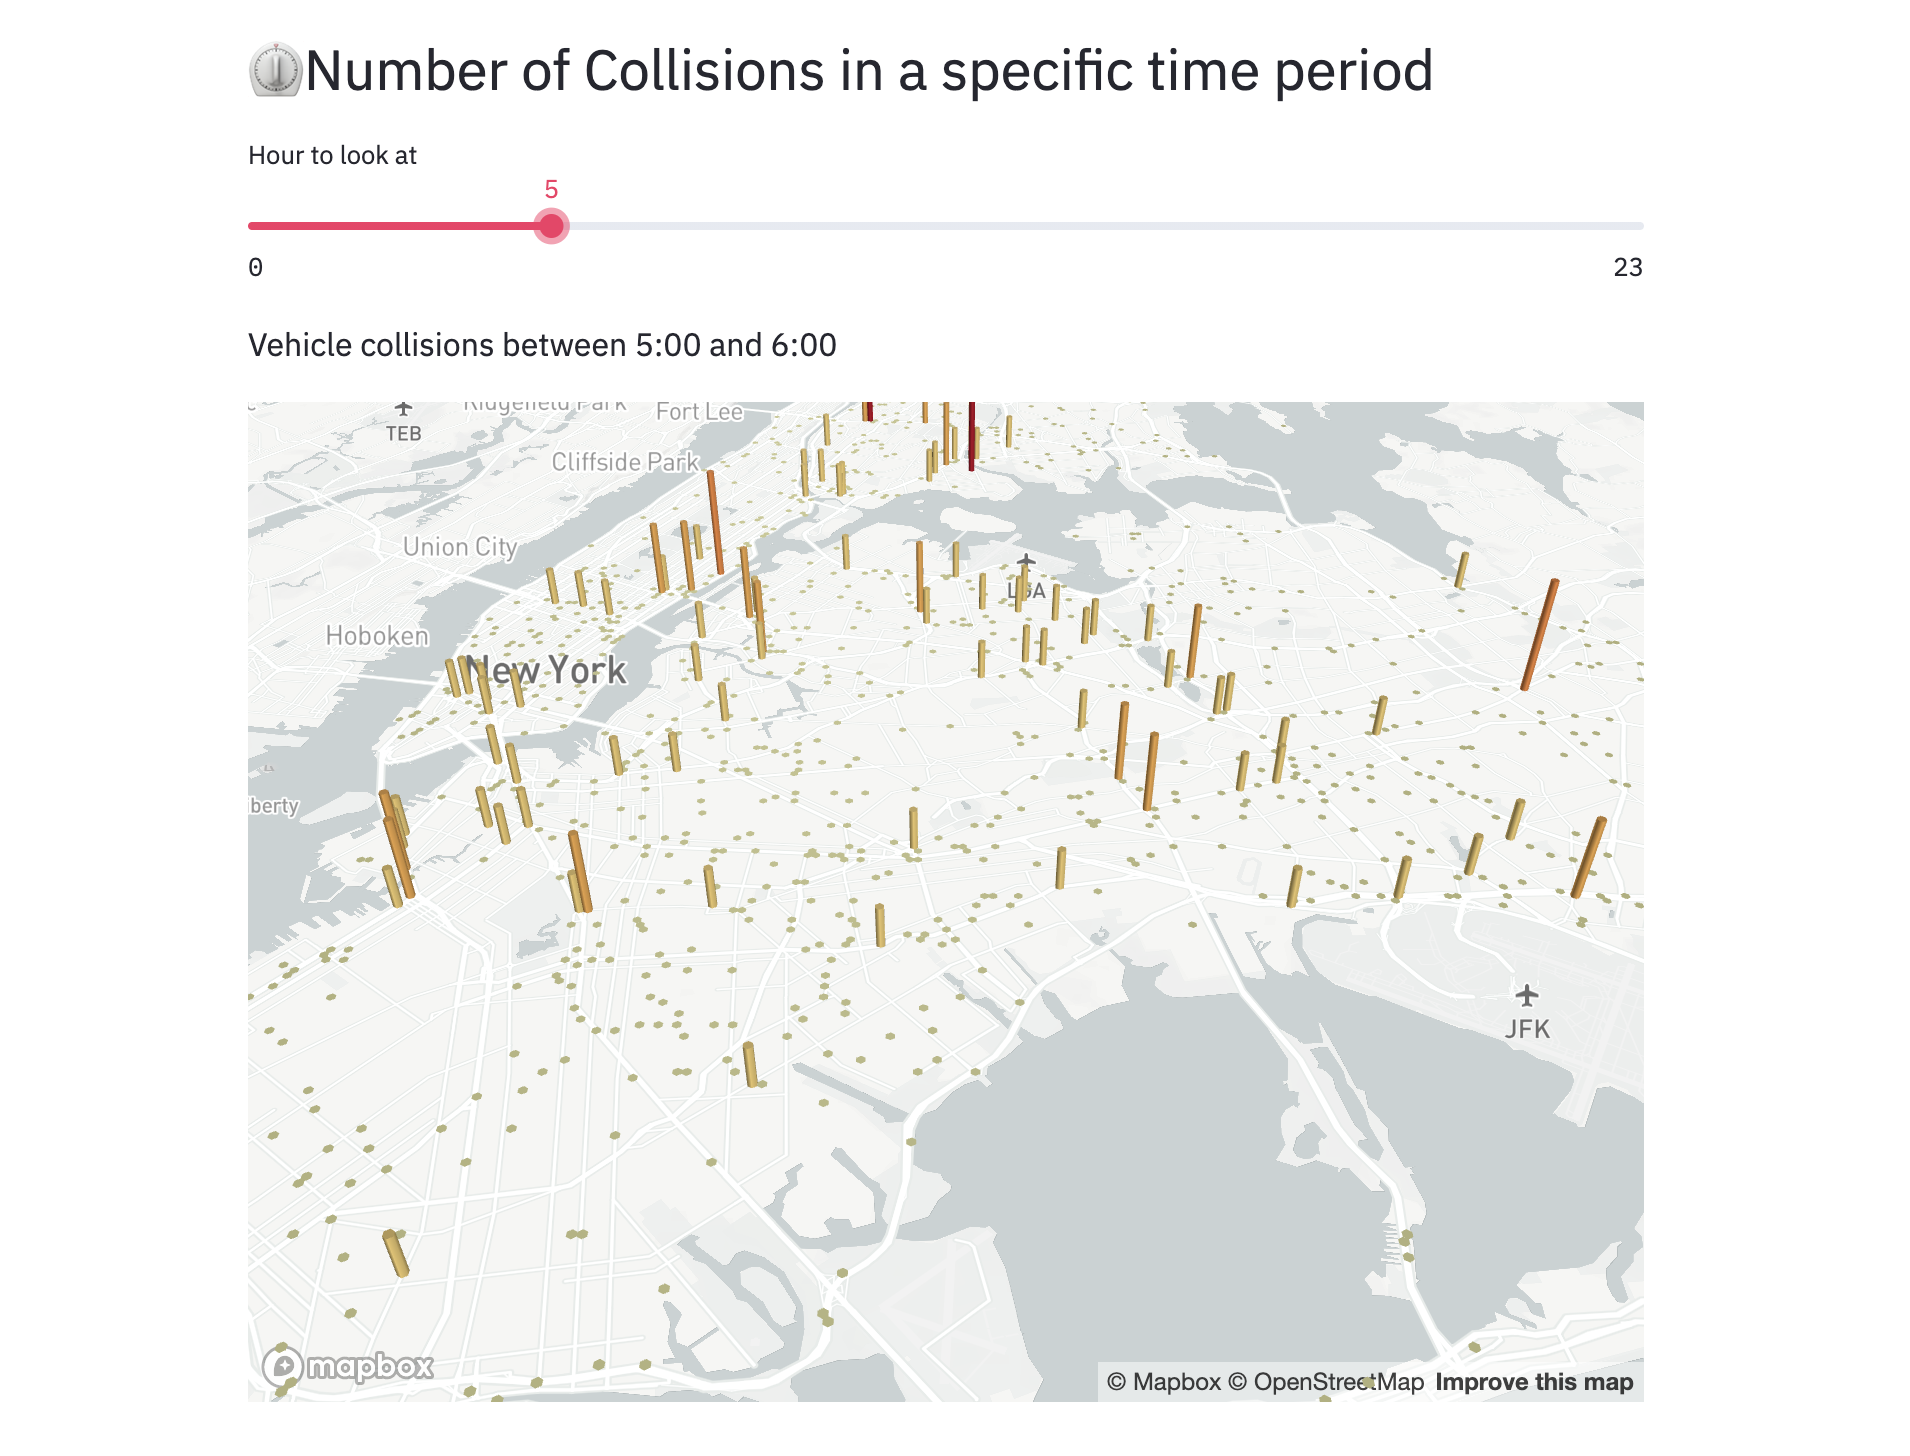 Number of Collisions in a specific time period
Hour to look at
5
0
23
Vehicle collisions between 5:00 and 6:00
Ridgefield Park
Fort Lee
TEB
Cliffside Park
Union City
LGA
Hoboken
New York
berty
JFK
mapbox
© Mapbox © OpenStreetMap Improve this map